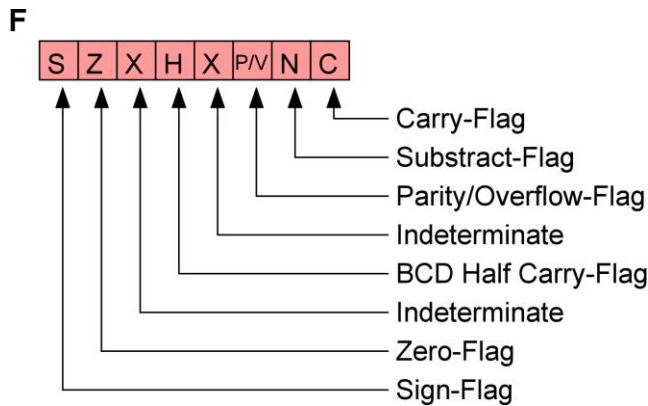 F
S Z X H X P/V N C
Carry-Flag
Substract-Flag
Parity/Overflow-Flag
Indeterminate
BCD Half Carry-Flag
Indeterminate
Zero-Flag
Sign-Flag